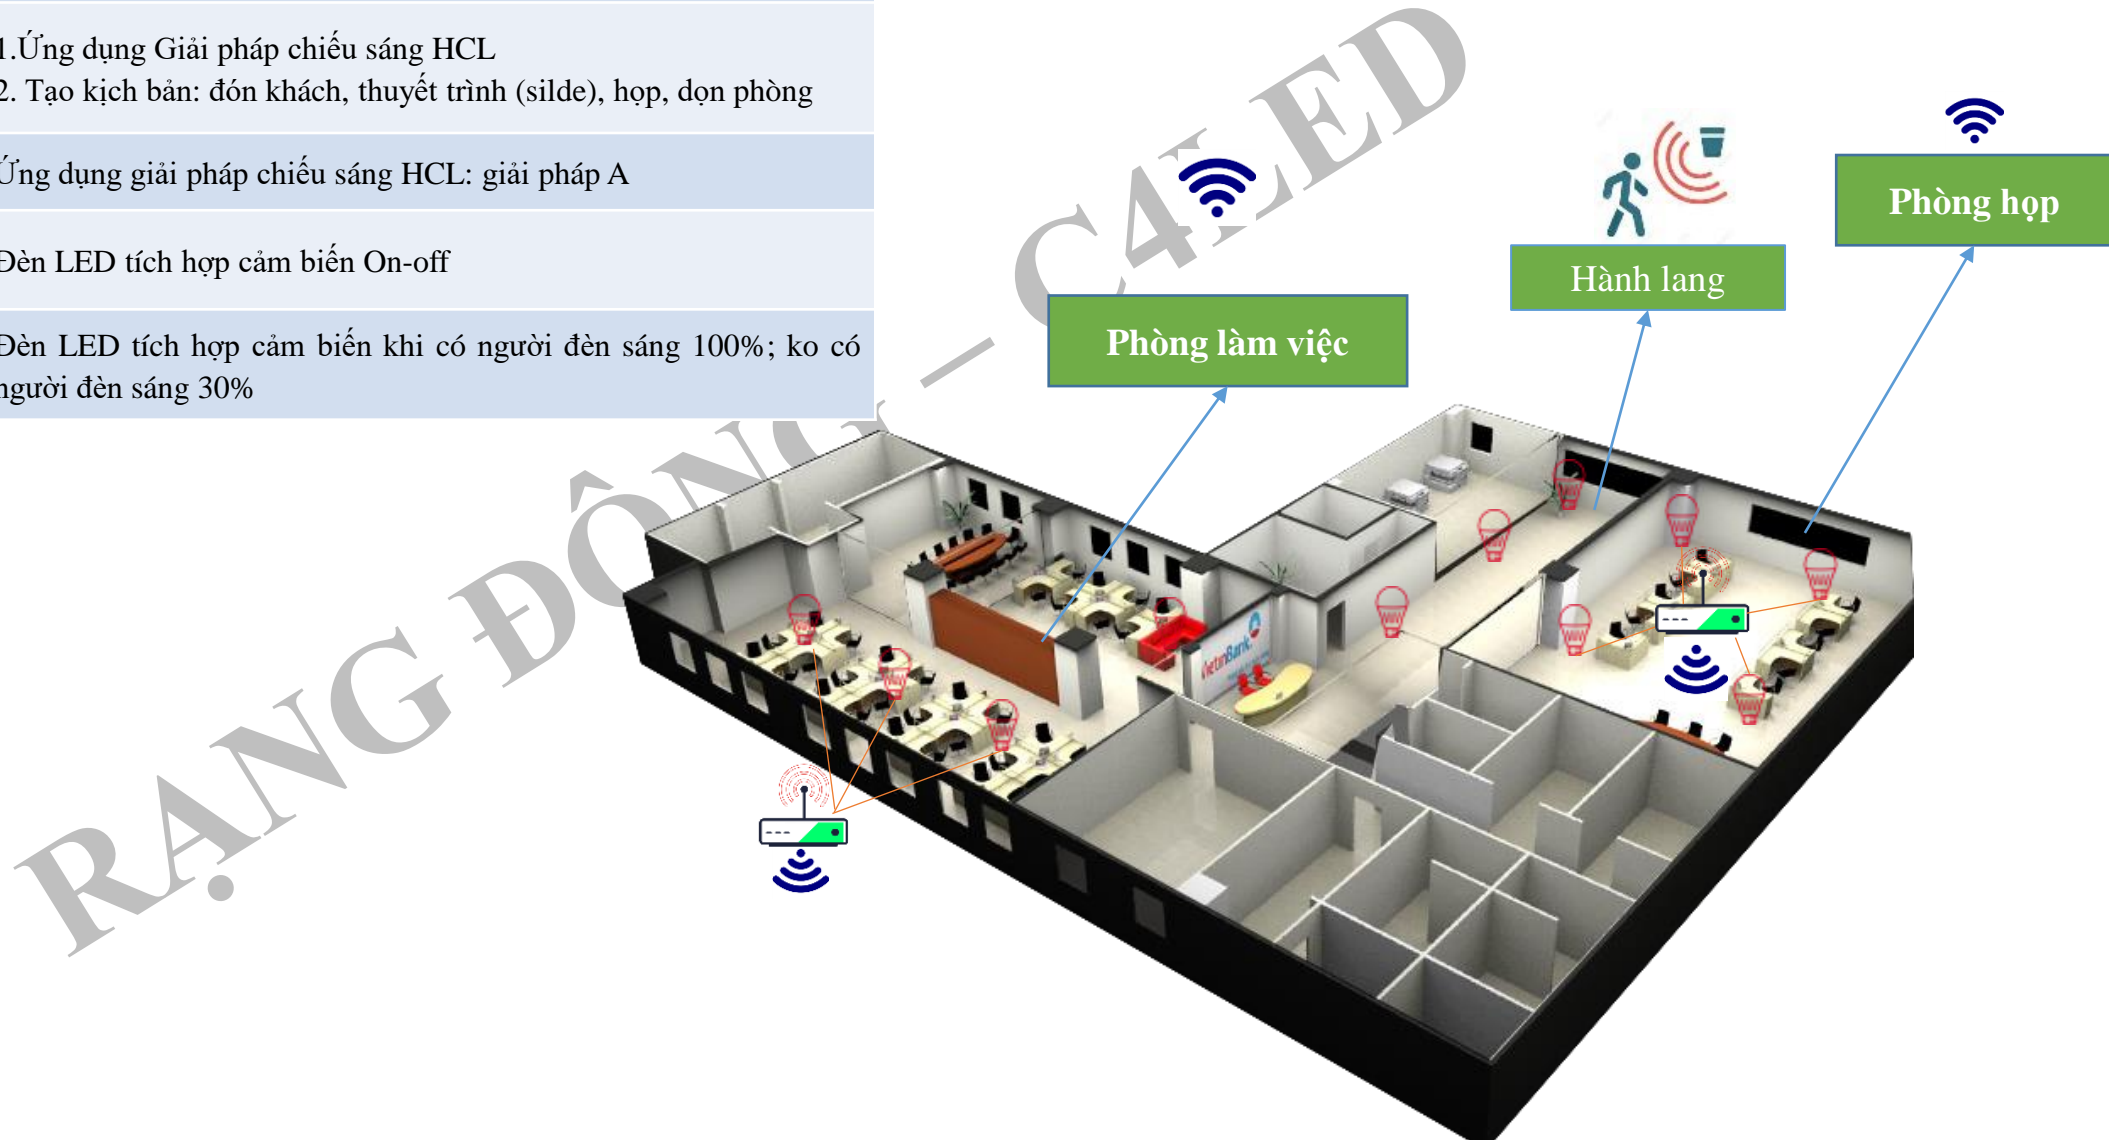 1.Ứng dụng Giải pháp chiếu sáng HCL
2. Tạo kịch bản: đón khách, thuyết trình (silde), họp, dọn phòng
Ứng dụng giải pháp chiếu sáng HCL: giải pháp A
Đèn LED tích hợp cảm biến On-off
Đèn LED tích hợp cảm biến khi có người đèn sáng 100%; ko có
người đèn sáng 30%
Phòng làm việc
Hành lang
Phòng họp
RẠNG ĐÔNG – C4LED
VietinBank